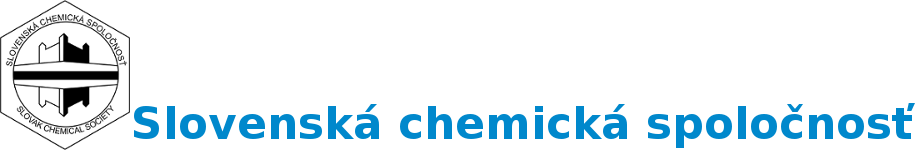 SLOVENSKÁ CHEMICKÁ SPOLOČNOSŤ
SLOVAK CHEMICAL SOCIETY
Slovenská chemická spoločnosť